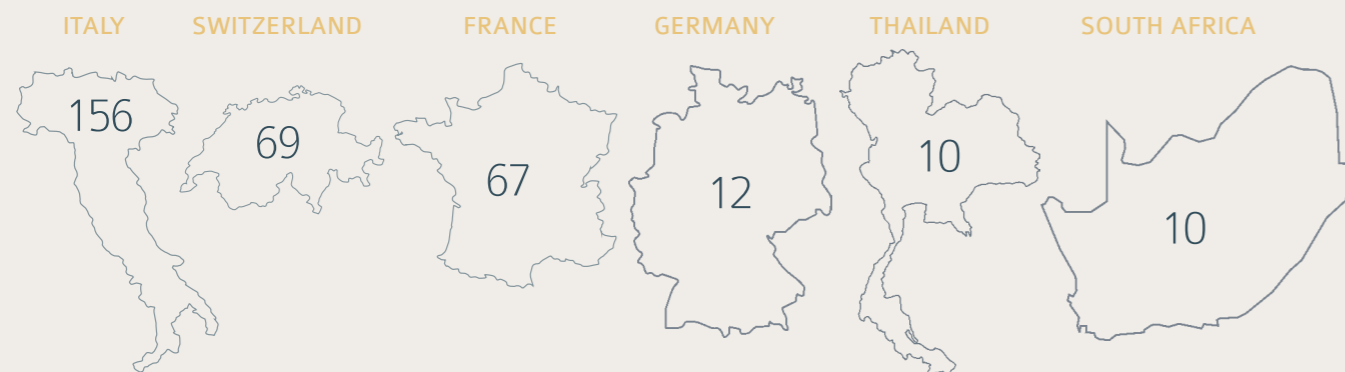 ITALY SWITZERLAND FRANCE GERMANY THAILAND SOUTH AFRICA
156 69 67 12 10 10